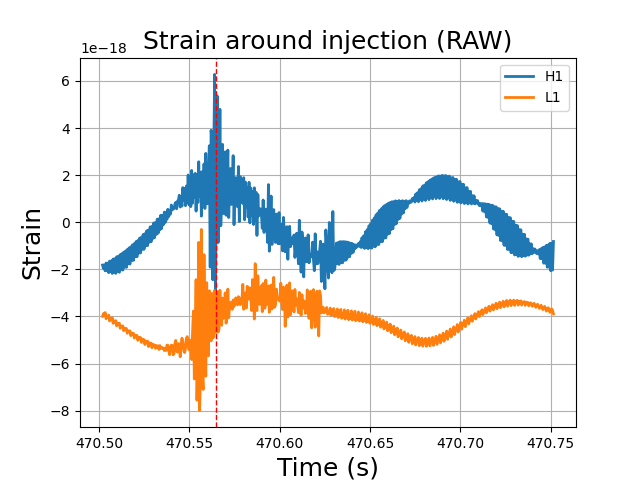 Strain around injection (RAW)
1e−18
H1
L1
6
4
2
0
−2
−4
−6
−8
Strain
470.50 470.55 470.60 470.65 470.70 470.75
Time (s)